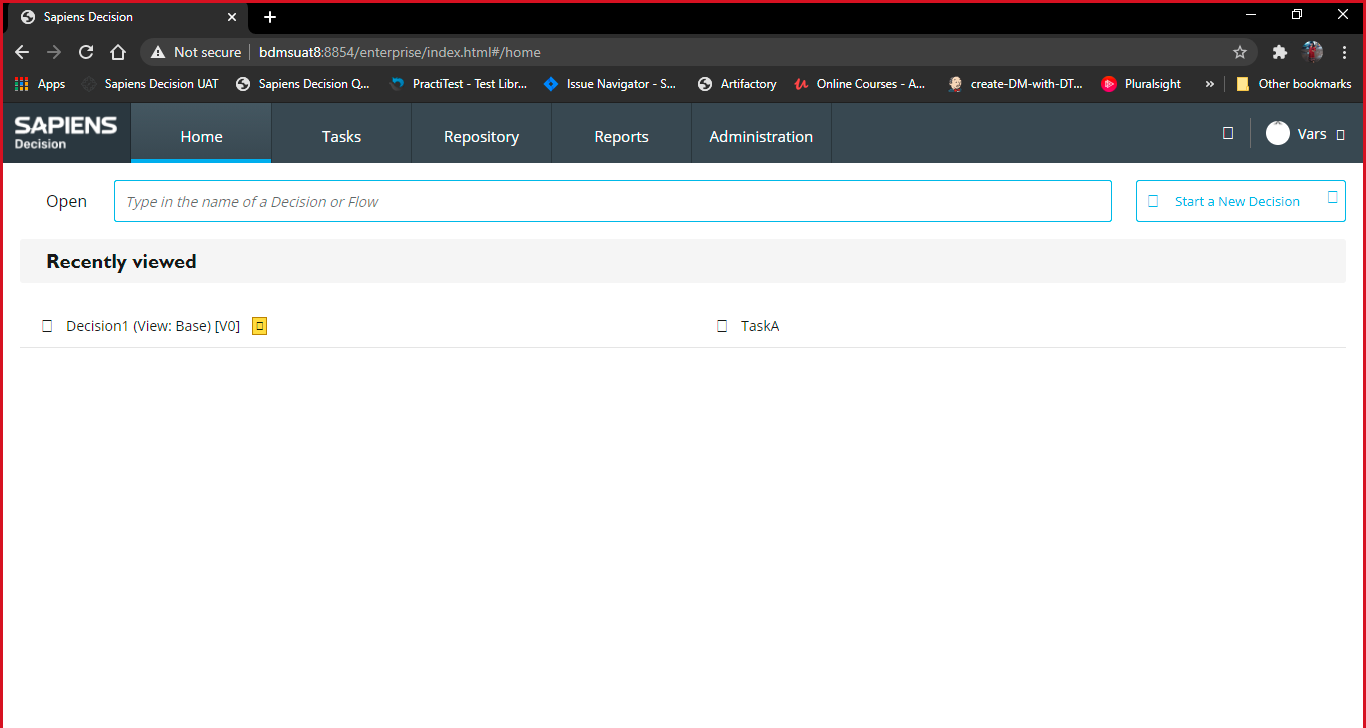 Sapiens Decision
Not secure bdmsuat8:8854/enterprise/index.html#/home
Apps Sapiens Decision UAT Sapiens Decision Q... PractiTest - Test Libr... Issue Navigator - S... Artifactory Online Courses - A... create-DM-with-DT... Pluralsight » Other bookmarks
SAPIENS
Decision
Home Tasks Repository Reports Administration Vars
Open Type in the name of a Decision or Flow Start a New Decision
Recently viewed
Decision1 (View: Base) [V0] TaskA